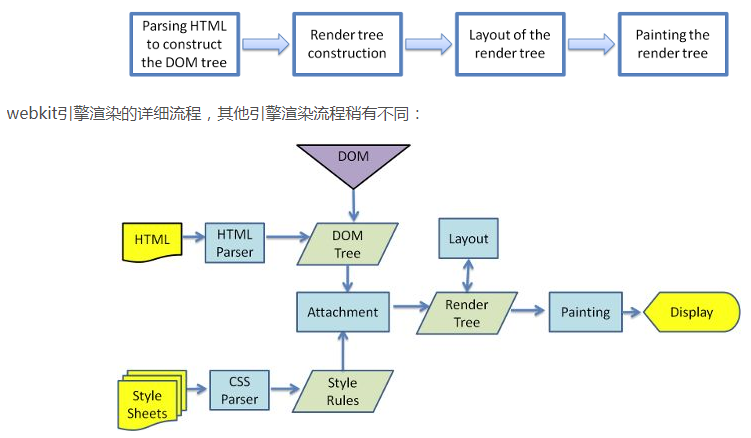 Parsing HTML
to construct
the DOM tree
Render tree
construction
Layout of the
render tree
Painting the
render tree
webkit引擎渲染的详细流程，其他引擎渲染流程稍有不同：
DOM
HTML
HTML
Parser
DOM
Tree
Layout
Attachment
Render
Tree
Painting
Display
Style
Sheets
CSS
Parser
Style
Rules